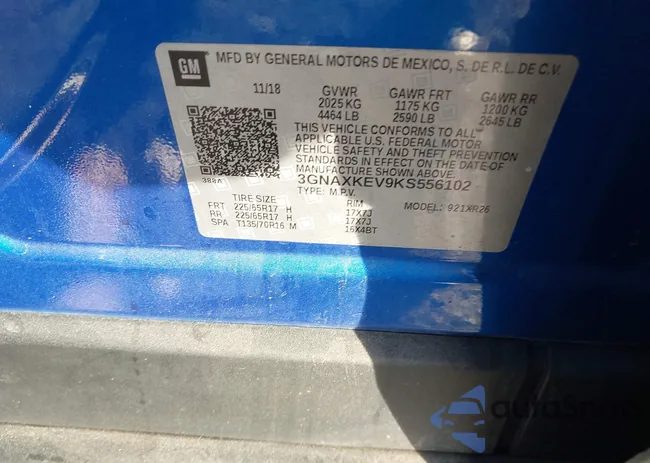 GM
MFD BY GENERAL MOTORS DE MEXICO, S. DE R.L. DE C.V.
11/18 GVWR GAWR FRT GAWR RR
2025 KG 1175 KG 1200 KG
4464 LB 2590 LB 2645 LB
THIS VEHICLE CONFORMS TO ALL
APPLICABLE U.S. FEDERAL MOTOR
VEHICLE SAFETY AND THEFT PREVENTION
STANDARDS IN EFFECT ON THE DATE OF
MANUFACTURE SHOWN ABOVE.
388A
3GNAXKEV9KS556102
TYPE: M.P.V. MODEL: 921XR26
TIRE SIZE RIM
FRT 225/65R17 H 17X7J
RR 225/65R17 H 17X7J
SPA T135/70R16 M 16X4BT